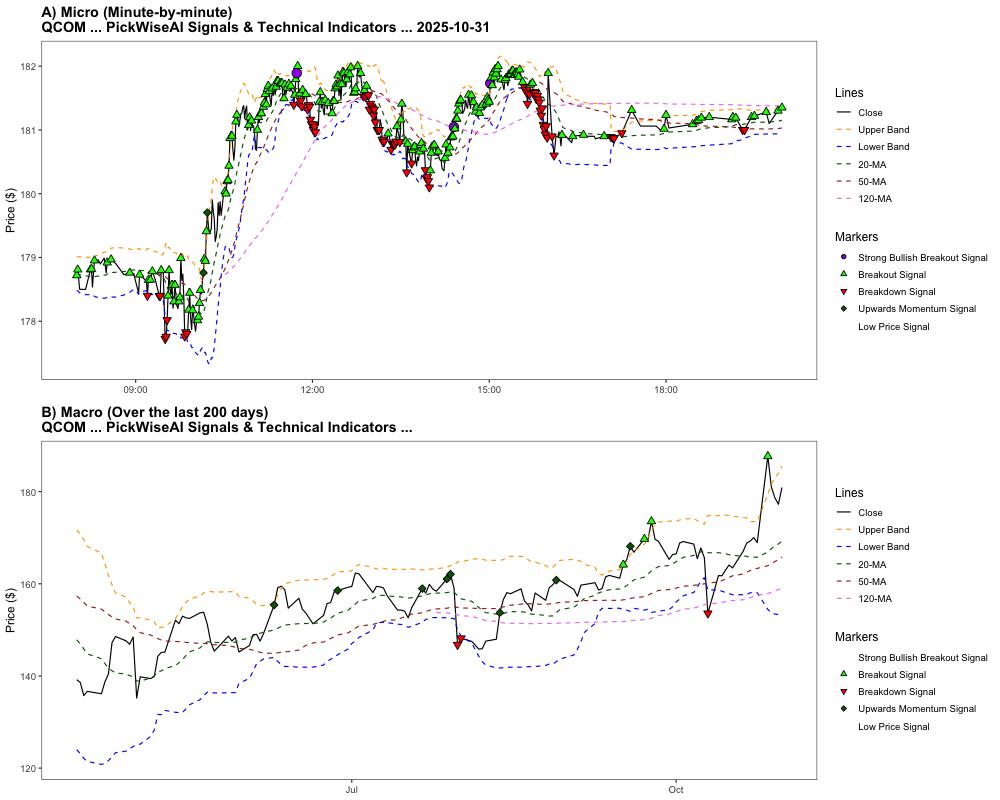 A) Micro (Minute-by-minute)
QCOM ... PickWiseAI Signals & Technical Indicators ... 2025-10-31
Price ($)
182
181
180
179
178
09:00
12:00
15:00
18:00
Lines
Close
Upper Band
Lower Band
20-MA
50-MA
120-MA
Markers
Strong Bullish Breakout Signal
Breakout Signal
Breakdown Signal
Upwards Momentum Signal
Low Price Signal
B) Macro (Over the last 200 days)
QCOM ... PickWiseAI Signals & Technical Indicators ...
Price ($)
180
160
140
120
Jul
Oct
Lines
Close
Upper Band
Lower Band
20-MA
50-MA
120-MA
Markers
Strong Bullish Breakout Signal
Breakout Signal
Breakdown Signal
Upwards Momentum Signal
Low Price Signal